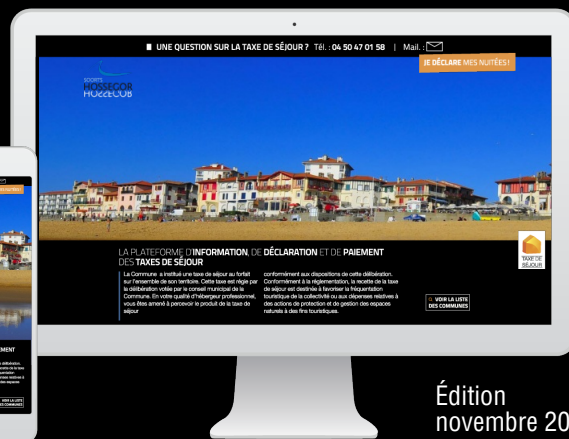 UNE QUESTION SUR LA TAXE DE SÉJOUR ? Tél. : 04 50 47 01 58 | Mail. :
JE DÉCLARE MES NUITÉES !
SOORTS
HOSSEGOR
LA PLATEFORME D'INFORMATION, DE DÉCLARATION ET DE PAIEMENT
DES TAXES DE SÉJOUR
La Commune a institué une taxe de séjour au forfait
sur l'ensemble de son territoire. Cette taxe est régie par
la délibération votée par le conseil municipal de la
Commune. En votre qualité d'hébergeur professionnel,
vous êtes amené à percevoir le produit de la taxe de
séjour
conformément aux dispositions de cette délibération.
Conformément à la réglementation, la recette de la taxe
de séjour est destinée à favoriser la fréquentation
touristique de la collectivité ou aux dépenses relatives à
des actions de protection et de gestion des espaces
naturels à des fins touristiques.
TAXE DE
SÉJOUR
VOIR LA LISTE
DES COMMUNES
EMENT
VOIR LA LISTE
DES COMMUNES
Édition
novembre 20